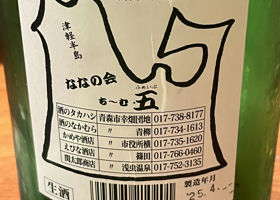 津軽半島
ななの会
ふぁいぶ
ち〜む 五
酒のタカハシ 青森市幸畑団地 017-738-8177
酒のなかむら 〃 青柳 017-734-1613
かめや酒店 〃 市役所横 017-735-1620
えびな酒店 〃 篠田 017-766-0460
関太郎商店 〃 浅虫温泉 017-752-3135
生酒
製造年月
'25.4.